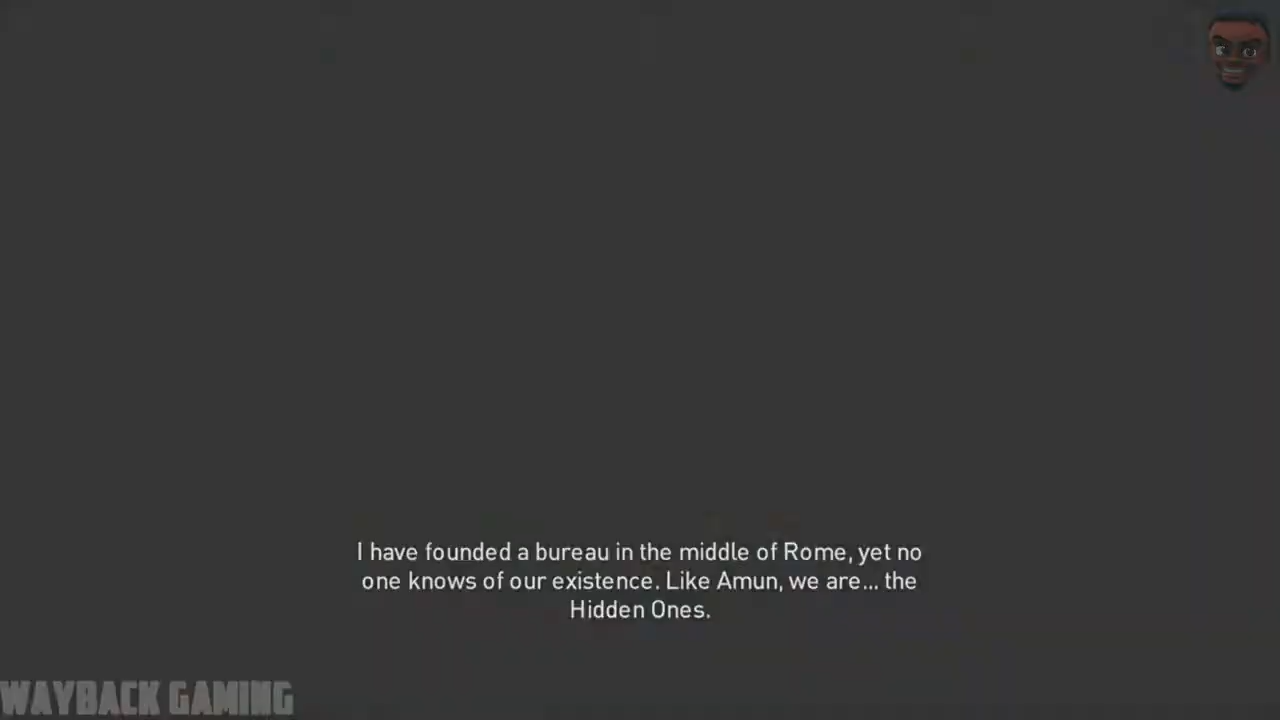 I have founded a bureau in the middle of Rome, yet no
one knows of our existence. Like Amun, we are... the
Hidden Ones.
WAYBACK GAMING